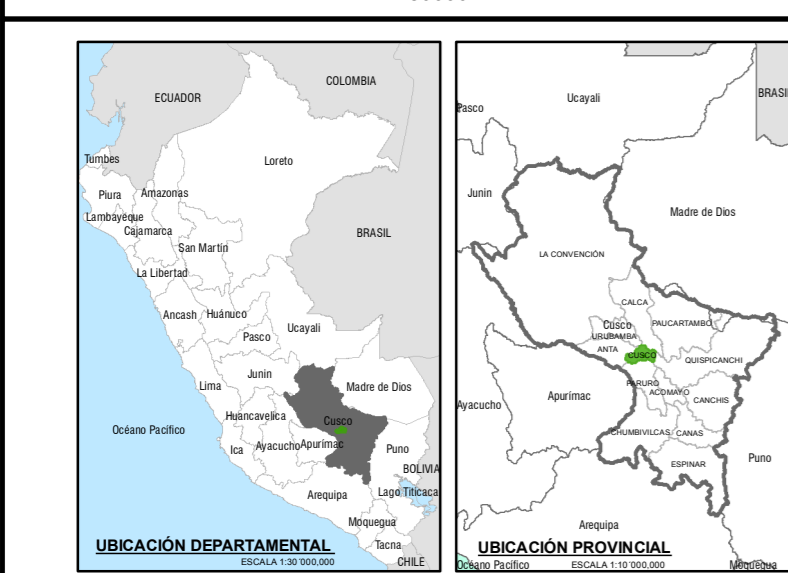 ECUADOR
COLOMBIA
Tumbes
Loreto
Piura
Amazonas
Lambayeque
Cajamarca
San Martín
BRASIL
La Libertad
Ancash
Huánuco
Ucayali
Pasco
Junin
Lima
Madre de Dios
Huancavelica
Cusco
Océano Pacífico
Ica
Ayacucho
Apurímac
Puno
BOLIVIA
Arequipa
Lago Titicaca
Moquegua
Tacna
CHILE
UBICACIÓN DEPARTAMENTAL
ESCALA 1:30 '000,000
Pasco
Ucayali
BRASIL
Junin
Madre de Dios
LA CONVENCIÓN
CALCA
Cusco
PAUCARTAMBO
URUBAMBA
ANTA
CUSCO
QUISPICANCHI
PARURO
ACOMAYO
CANCHIS
Apurímac
Ayacucho
CHUMBIVILCAS
CANAS
ESPINAR
Puno
Arequipa
UBICACIÓN PROVINCIAL
Océano Pacífico
ESCALA 1:10 '000,000
Moquegua